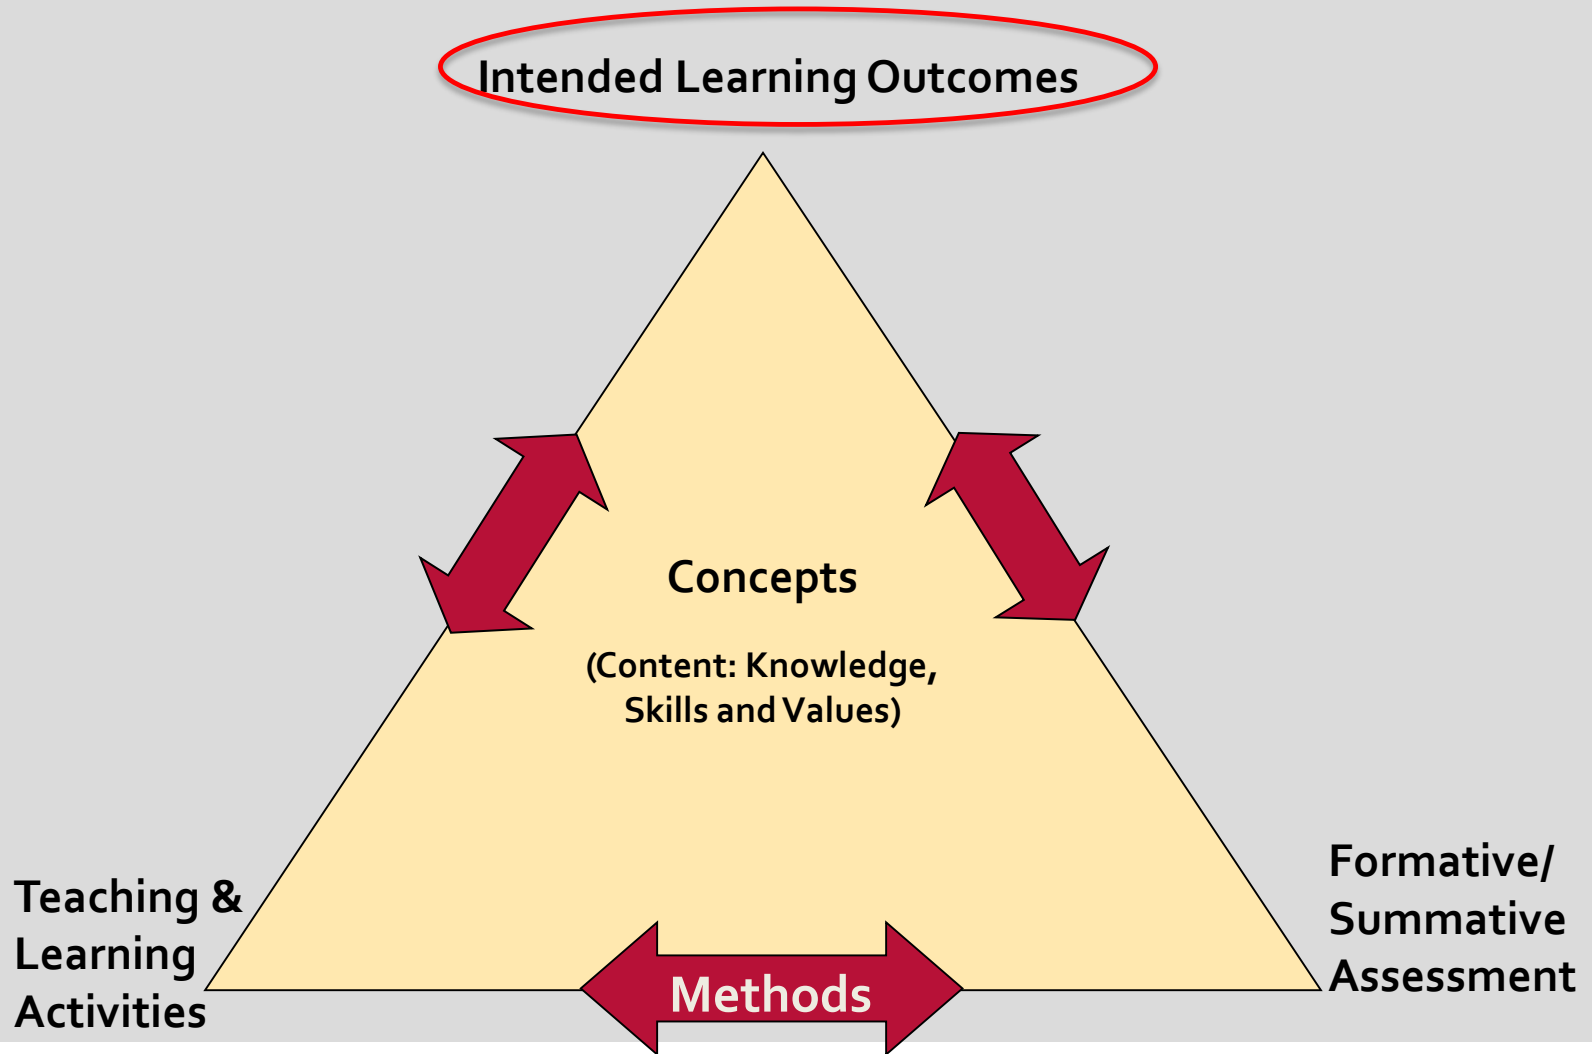 Intended Learning Outcomes
Concepts
(Content: Knowledge,
Skills and Values)
Teaching &
Learning
Activities
Formative/
Summative
Assessment
Methods